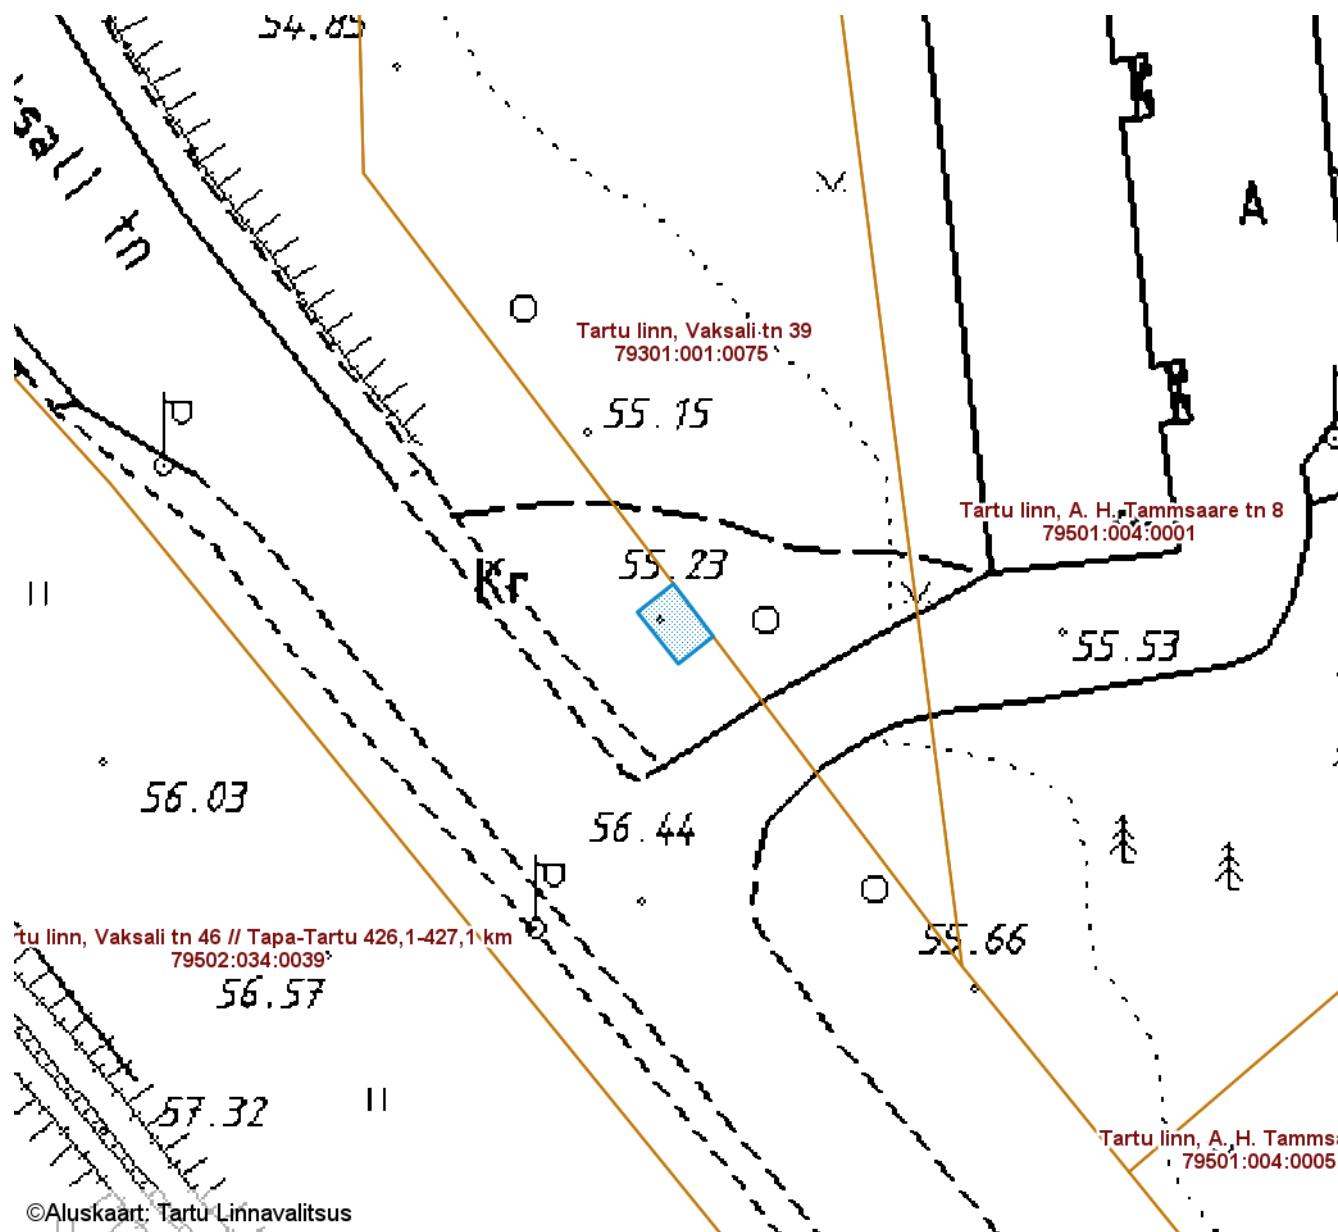 54.85
sali tn
A
Tartu linn, Vaksali tn 39
79301:001:0075
55.15
Tartu linn, A. H. Tammsaare tn 8
79501:004:0001
55.23
Kr
55.53
56.03
56.44
55.66
tu linn, Vaksali tn 46 // Tapa-Tartu 426,1-427,1 km
79502:034:0039
56.57
57.32
Tartu linn, A. H. Tammsa
79501:004:0005
©Aluskaart: Tartu Linnavalitsus